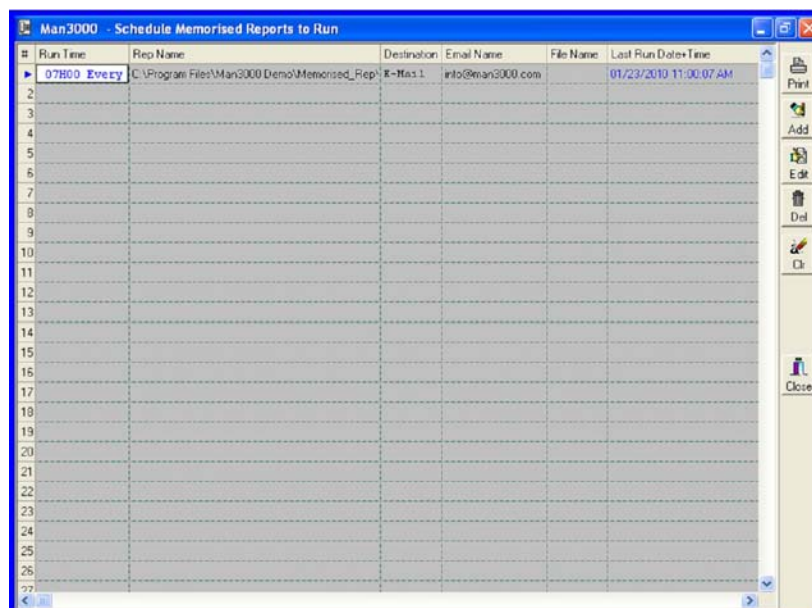 Man3000 - Schedule Memorised Reports to Run
# Run Time Rep Name Destination Email Name File Name Last Run Date+Time
07H00 Every C:\Program Files\Man3000 Demo\Memorised_Rep\ E-Mail info@man3000.com 01/23/2010 11:00:07 AM
2
3
4
5
6
7
8
9
10
11
12
13
14
15
16
17
18
19
20
21
22
23
24
25
26
27
Print
Add
Edit
Del
Clr
Close